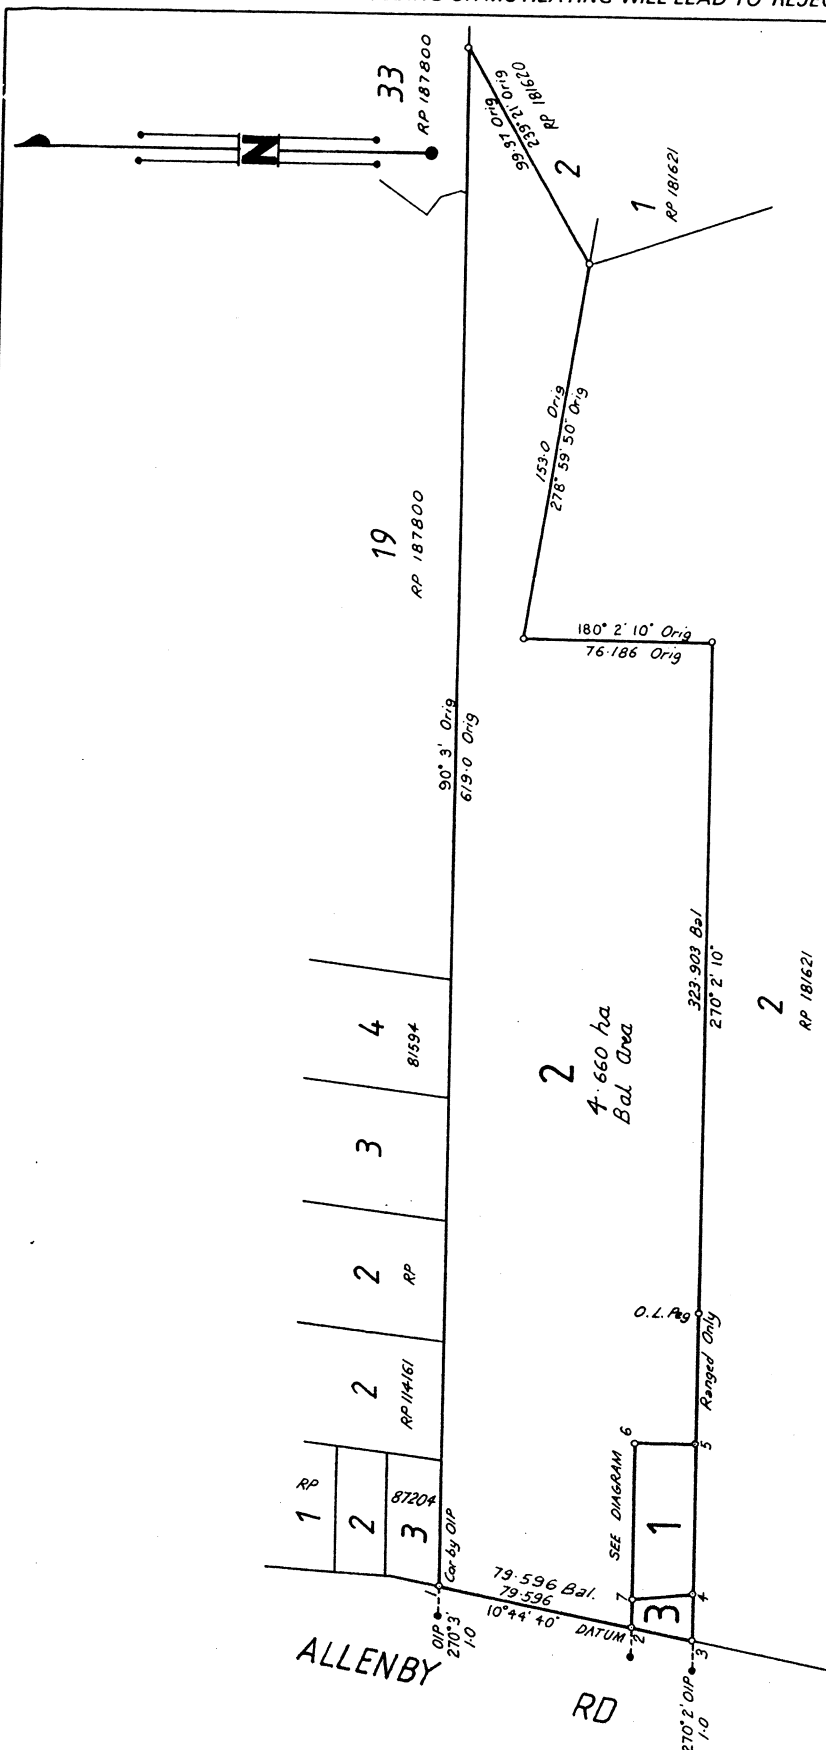 33
RP 187800
N
99.97 Orig
239° 21' Orig
RP 181620
2
1
RP 181621
19
RP 187800
153.0 Orig
278° 59' 50" Orig
180° 2' 10" Orig
76.186 Orig
90° 3' Orig
619.0 Orig
323.903 Bal
270° 2' 10"
2
RP 181621
2
4.660 ha
Bal Area
4
81594
3
2
RP
2
RP 114161
1
RP
2
3
87204
O.L. Peg
Ranged Only
6
5
SEE DIAGRAM
1
7
4
3
2
3
1
Cor by OIP
79.596 Bal.
79.596
10° 44' 40"
DATUM
OIP
270° 3'
1.0
ALLENBY
RD
270° 2' OIP
1.0